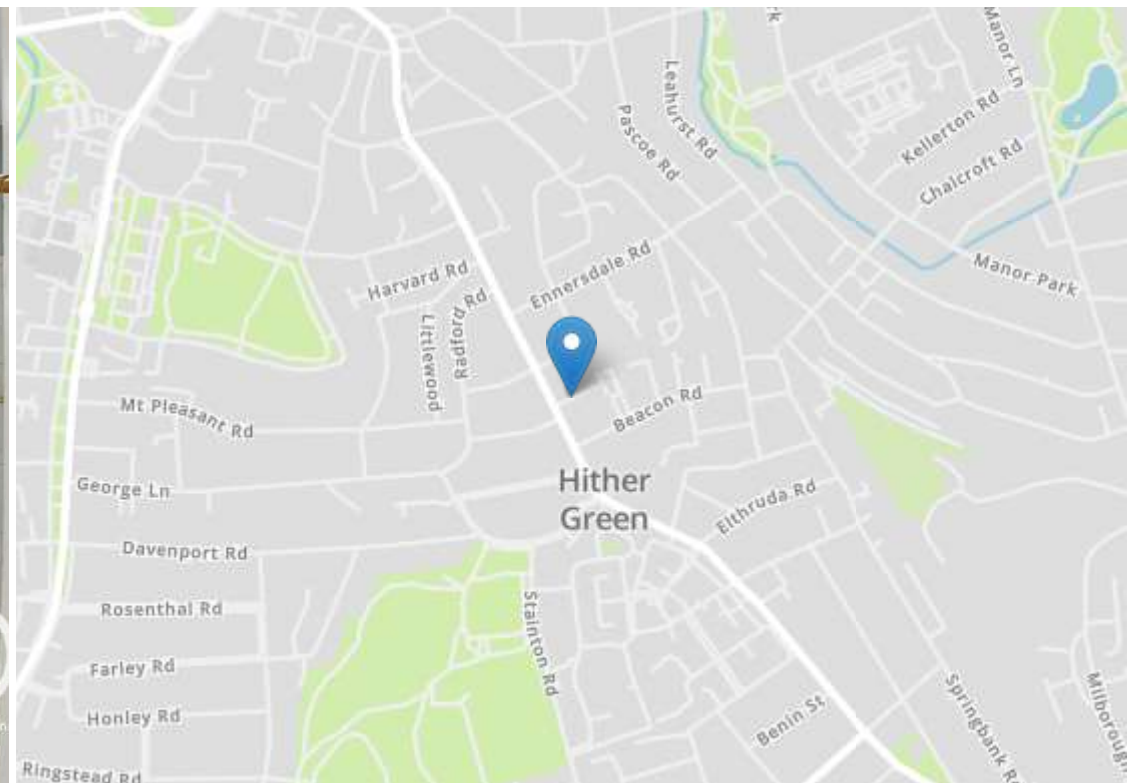 Manor Ln
Leahurst Rd
Pascoe Rd
Kellerton Rd
Chalcroft Rd
Manor Park
Ennersdale Rd
Harvard Rd
Radford Rd
Littlewood
Beacon Rd
Mt Pleasant Rd
Hither
Green
George Ln
Elthruda Rd
Davenport Rd
Rosenthal Rd
Stainton Rd
Farley Rd
Honley Rd
Benin St
Springbank
Milborough
Ringstead Rd